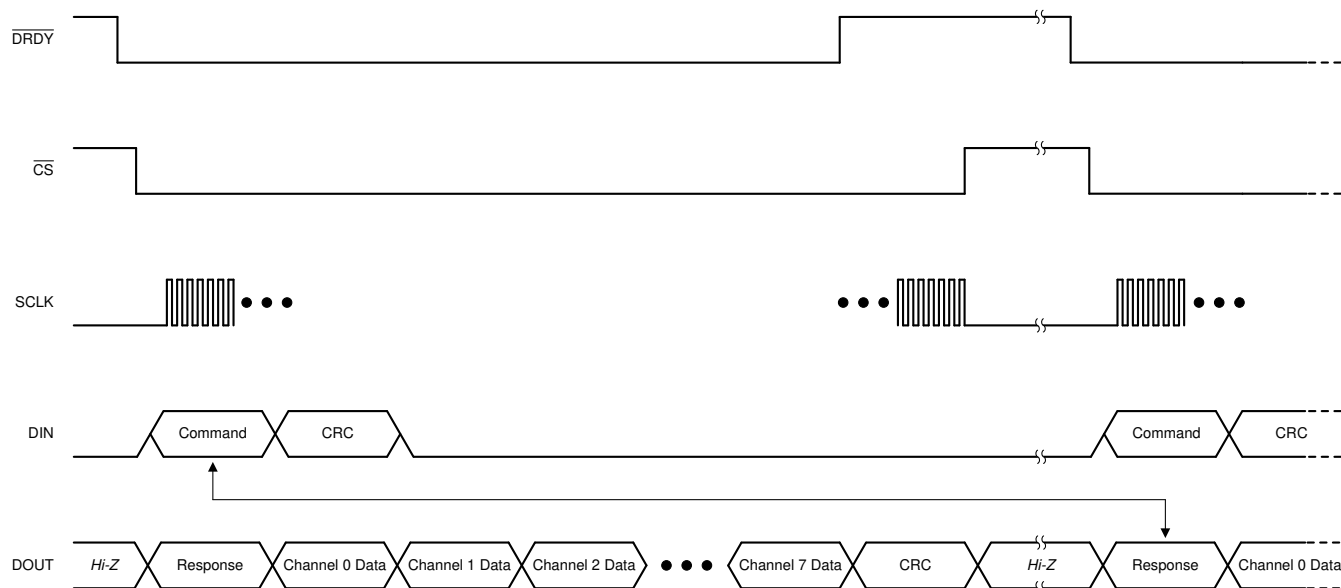 DRDY
CS
SCLK
DIN
Command
CRC
Command
CRC
DOUT
Hi-Z
Response
Channel 0 Data
Channel 1 Data
Channel 2 Data
Channel 7 Data
CRC
Hi-Z
Response
Channel 0 Data